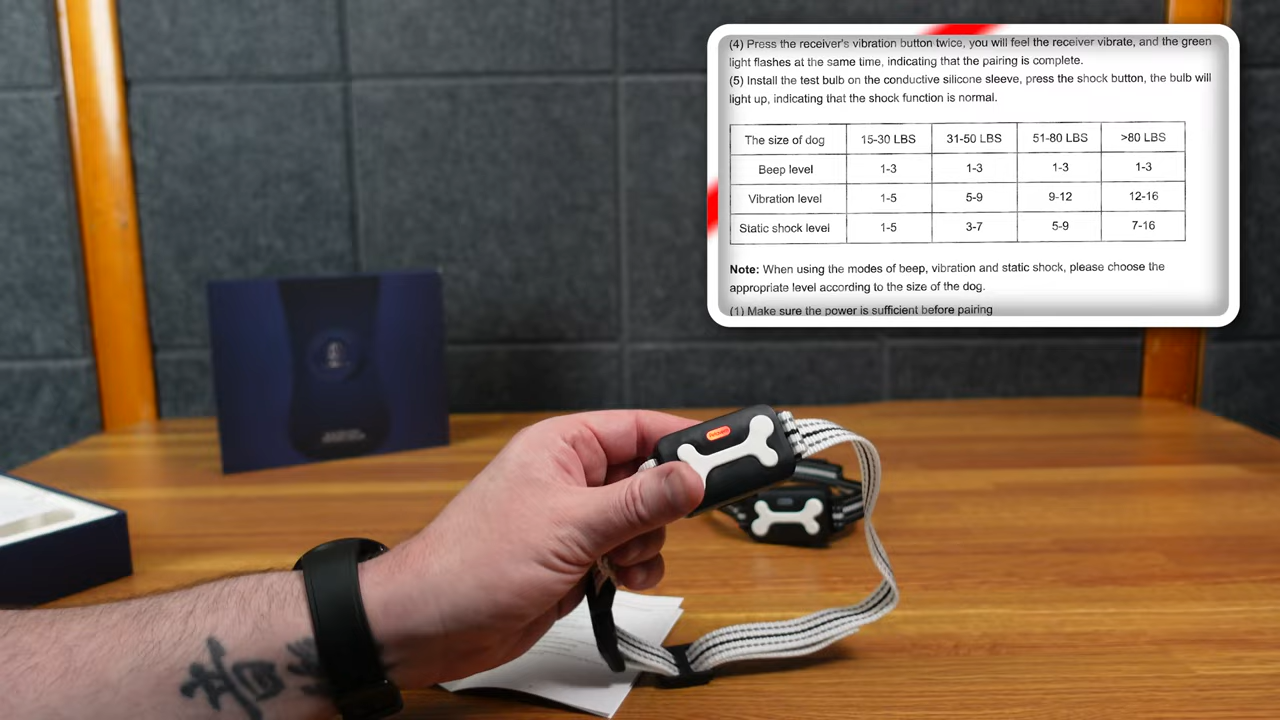 (4) Press the receiver's vibration button twice, you will feel the receiver vibrate, and the green
light flashes at the same time, indicating that the pairing is complete.
(5) Install the test bulb on the conductive silicone sleeve, press the shock button, the bulb will
light up, indicating that the shock function is normal.
The size of dog 15-30 LBS 31-50 LBS 51-80 LBS >80 LBS
Beep level 1-3 1-3 1-3 1-3
Vibration level 1-5 5-9 9-12 12-16
Static shock level 1-5 3-7 5-9 7-16
Note: When using the modes of beep, vibration and static shock, please choose the
appropriate level according to the size of the dog.
(1) Make sure the power is sufficient before pairing